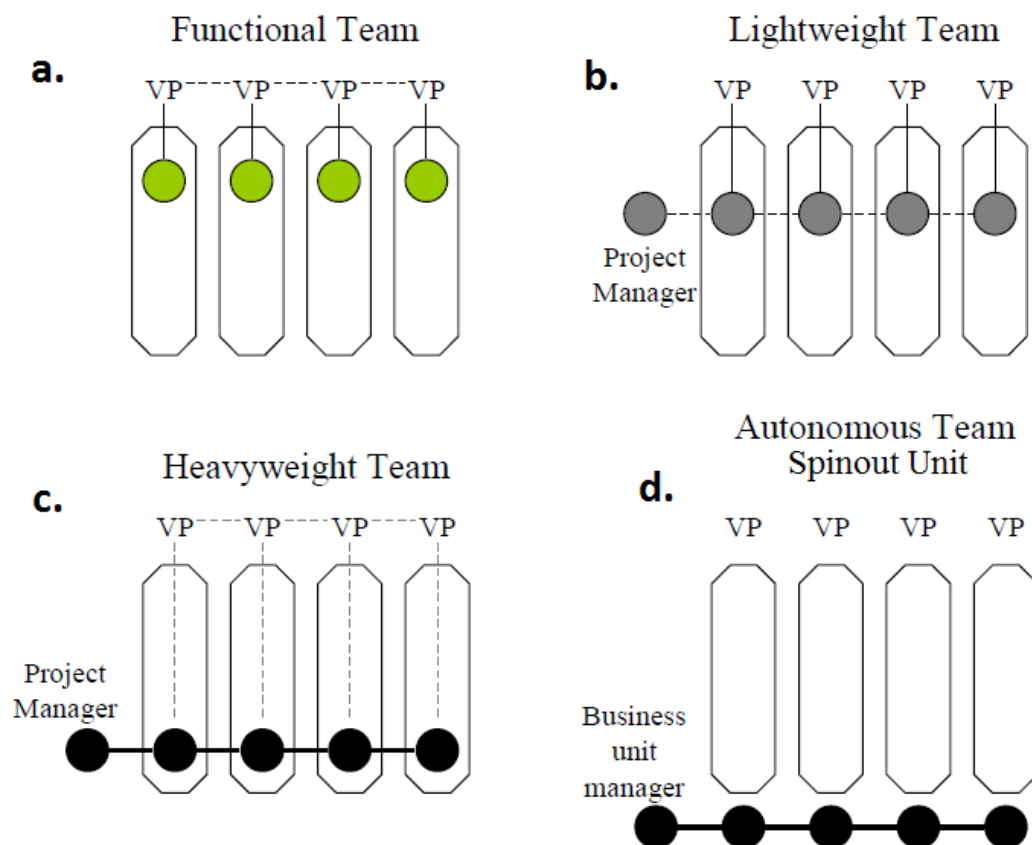 Functional Team
a.
VP VP VP VP
Lightweight Team
b.
VP VP VP VP
Project
Manager
Heavyweight Team
c.
VP VP VP VP
Project
Manager
Autonomous Team
Spinout Unit
d.
VP VP VP VP
Business
unit
manager